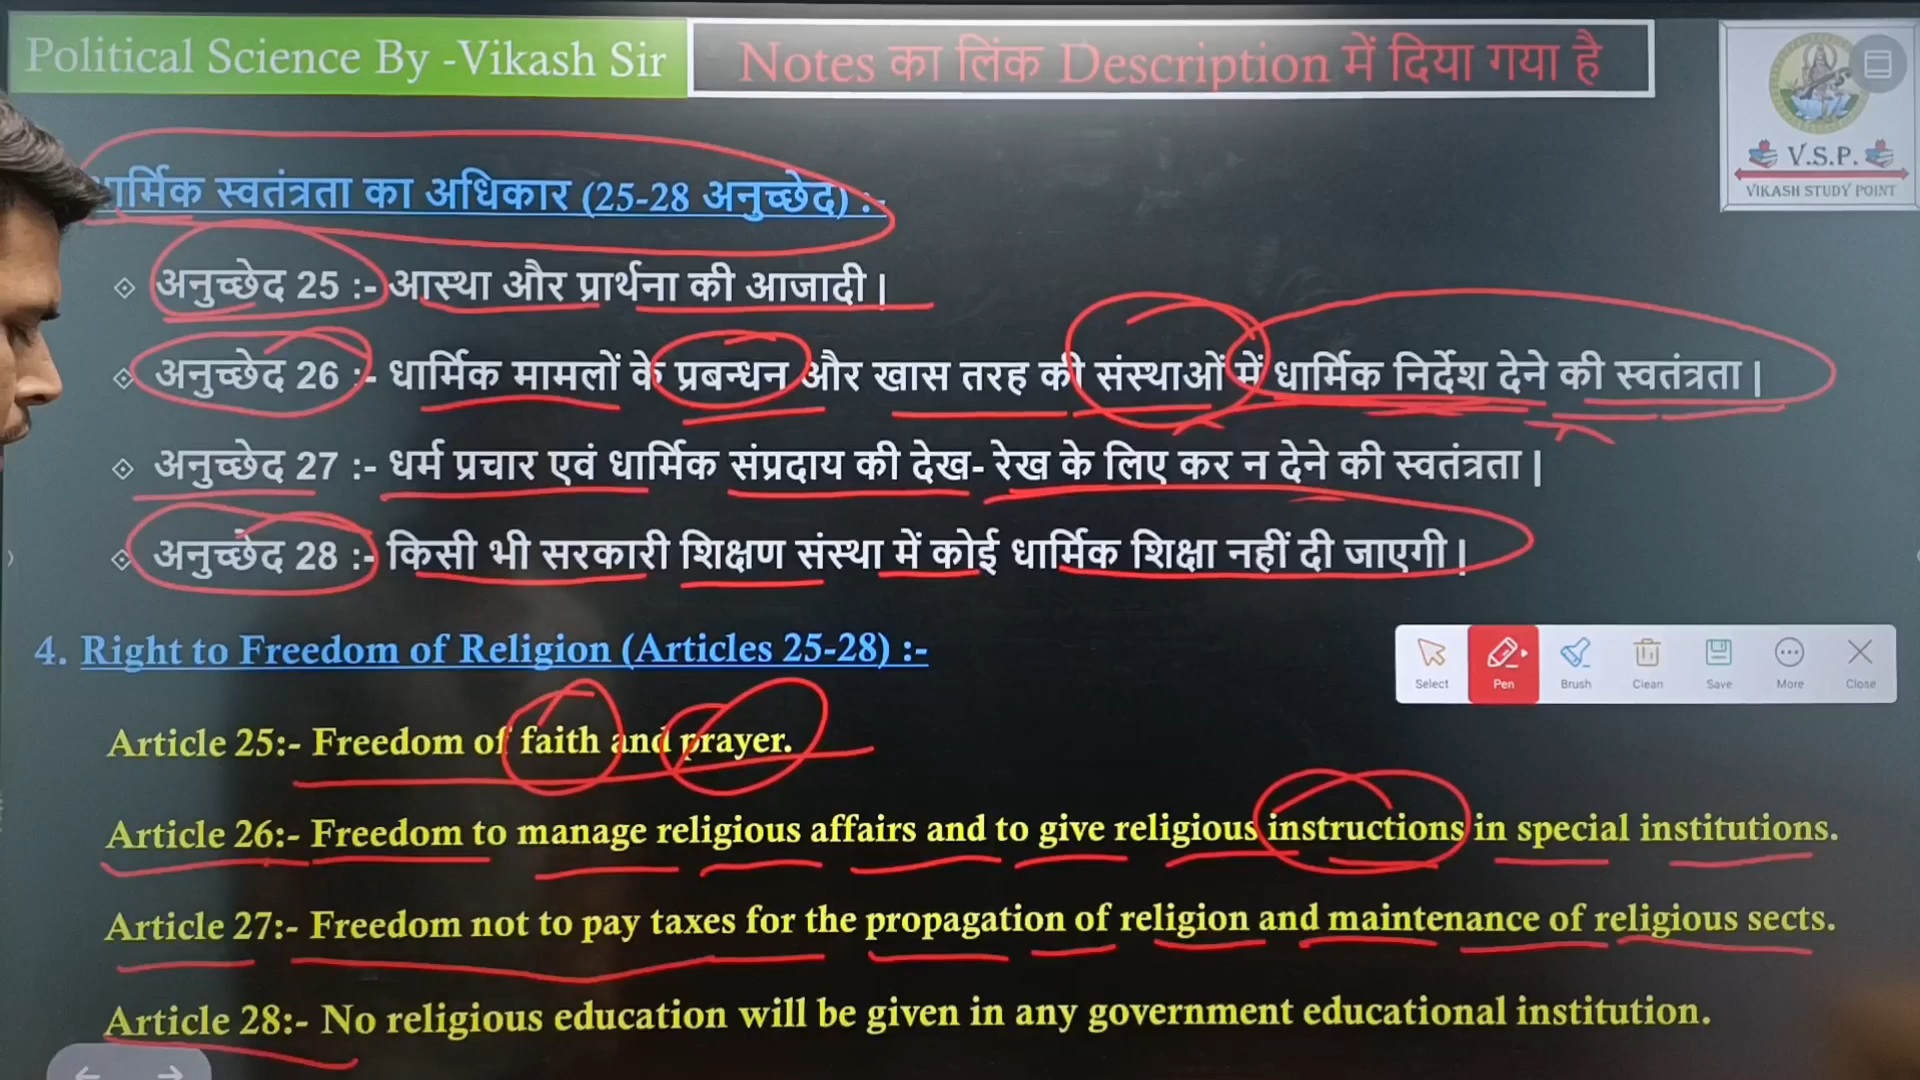 Political Science By -Vikash Sir
Notes का लिंक Description में दिया गया है
V.S.P.
VIKASH STUDY POINT
स्वतंत्रता का अधिकार (25-28 अनुच्छेद) :-
अनुच्छेद 25 :- आस्था और प्रार्थना की आजादी |
अनुच्छेद 26 :- धार्मिक मामलों के प्रबन्धन और खास तरह की संस्थाओं में धार्मिक निर्देश देने की स्वतंत्रता |
अनुच्छेद 27 :- धर्म प्रचार एवं धार्मिक संप्रदाय की देख- रेख के लिए कर न देने की स्वतंत्रता |
अनुच्छेद 28 :- किसी भी सरकारी शिक्षण संस्था में कोई धार्मिक शिक्षा नहीं दी जाएगी |
4. Right to Freedom of Religion (Articles 25-28) :-
Select Pen Brush Clean Save More Close
Article 25:- Freedom of faith and prayer.
Article 26:- Freedom to manage religious affairs and to give religious instructions in special institutions.
Article 27:- Freedom not to pay taxes for the propagation of religion and maintenance of religious sects.
Article 28:- No religious education will be given in any government educational institution.